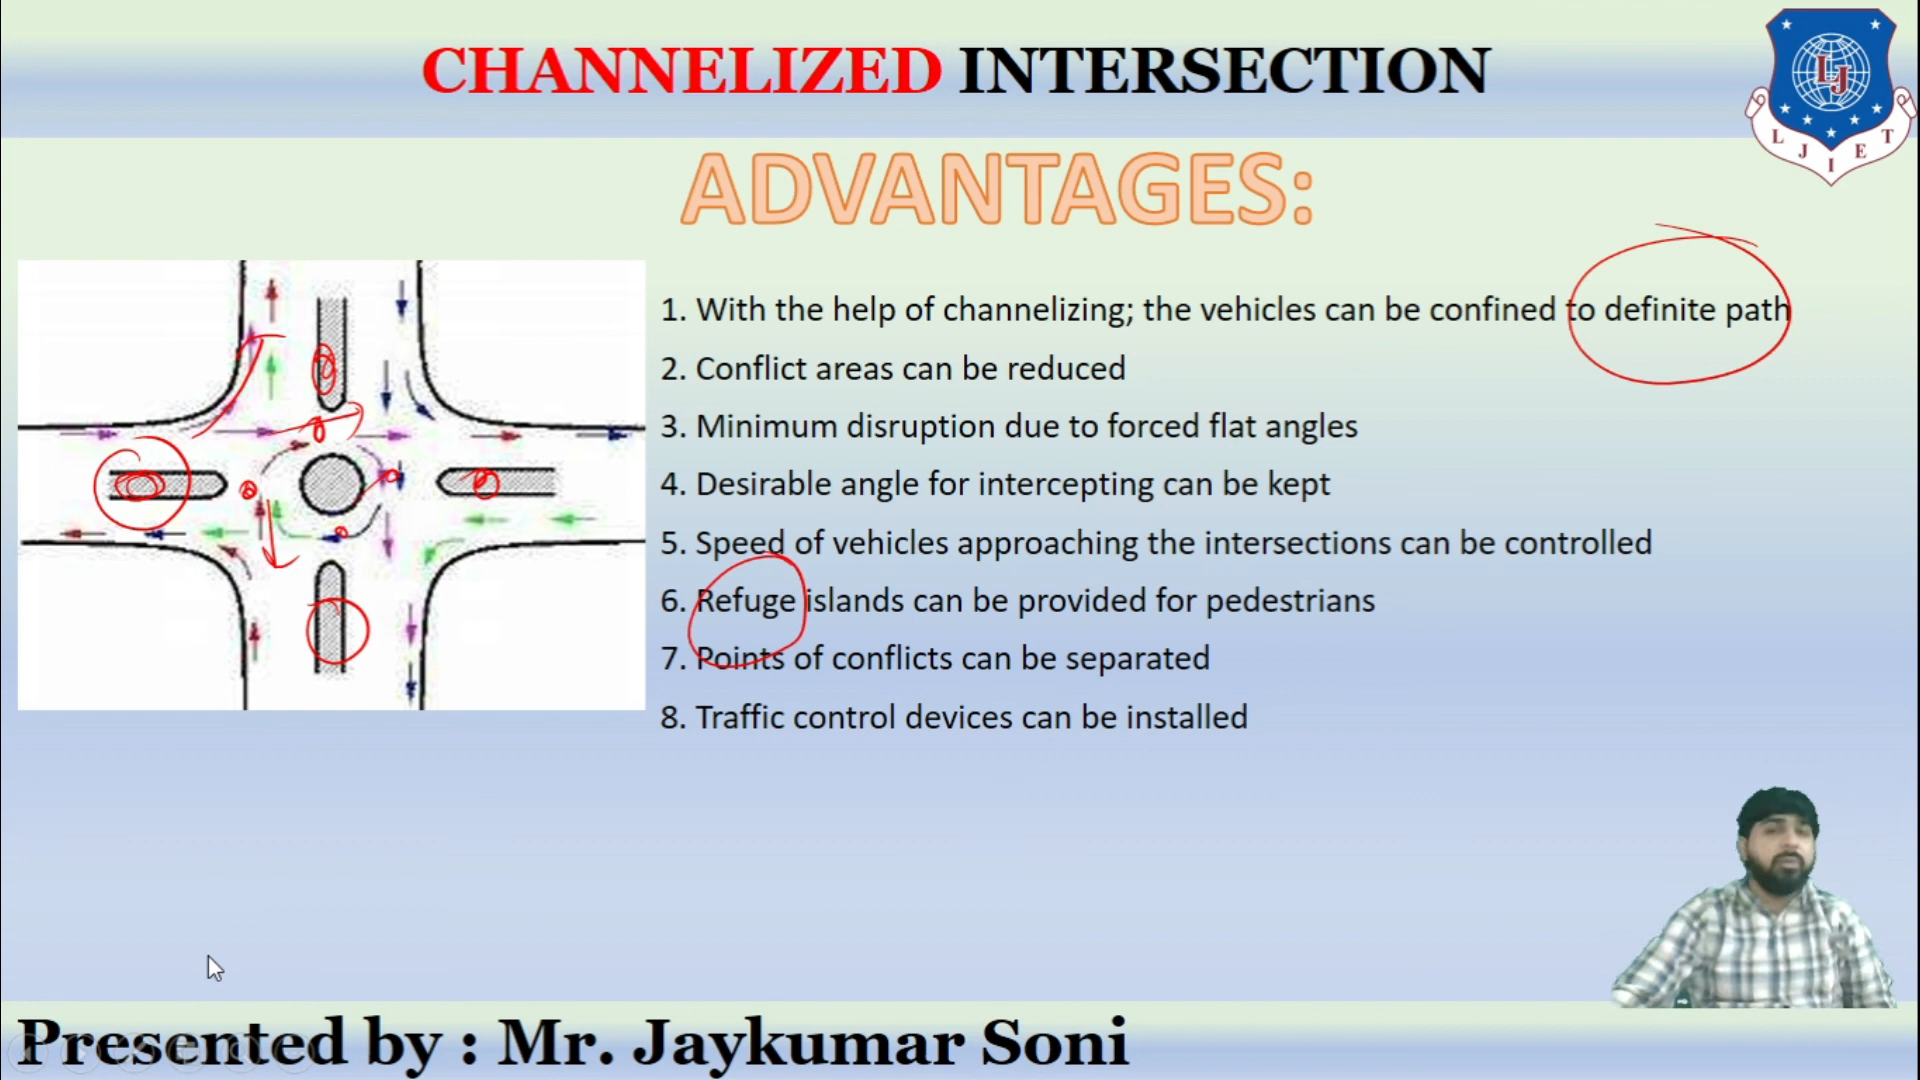 CHANNELIZED INTERSECTION
LJ
L J I E T
ADVANTAGES:
1. With the help of channelizing; the vehicles can be confined to definite path
2. Conflict areas can be reduced
3. Minimum disruption due to forced flat angles
4. Desirable angle for intercepting can be kept
5. Speed of vehicles approaching the intersections can be controlled
6. Refuge islands can be provided for pedestrians
7. Points of conflicts can be separated
8. Traffic control devices can be installed
Presented by : Mr. Jaykumar Soni